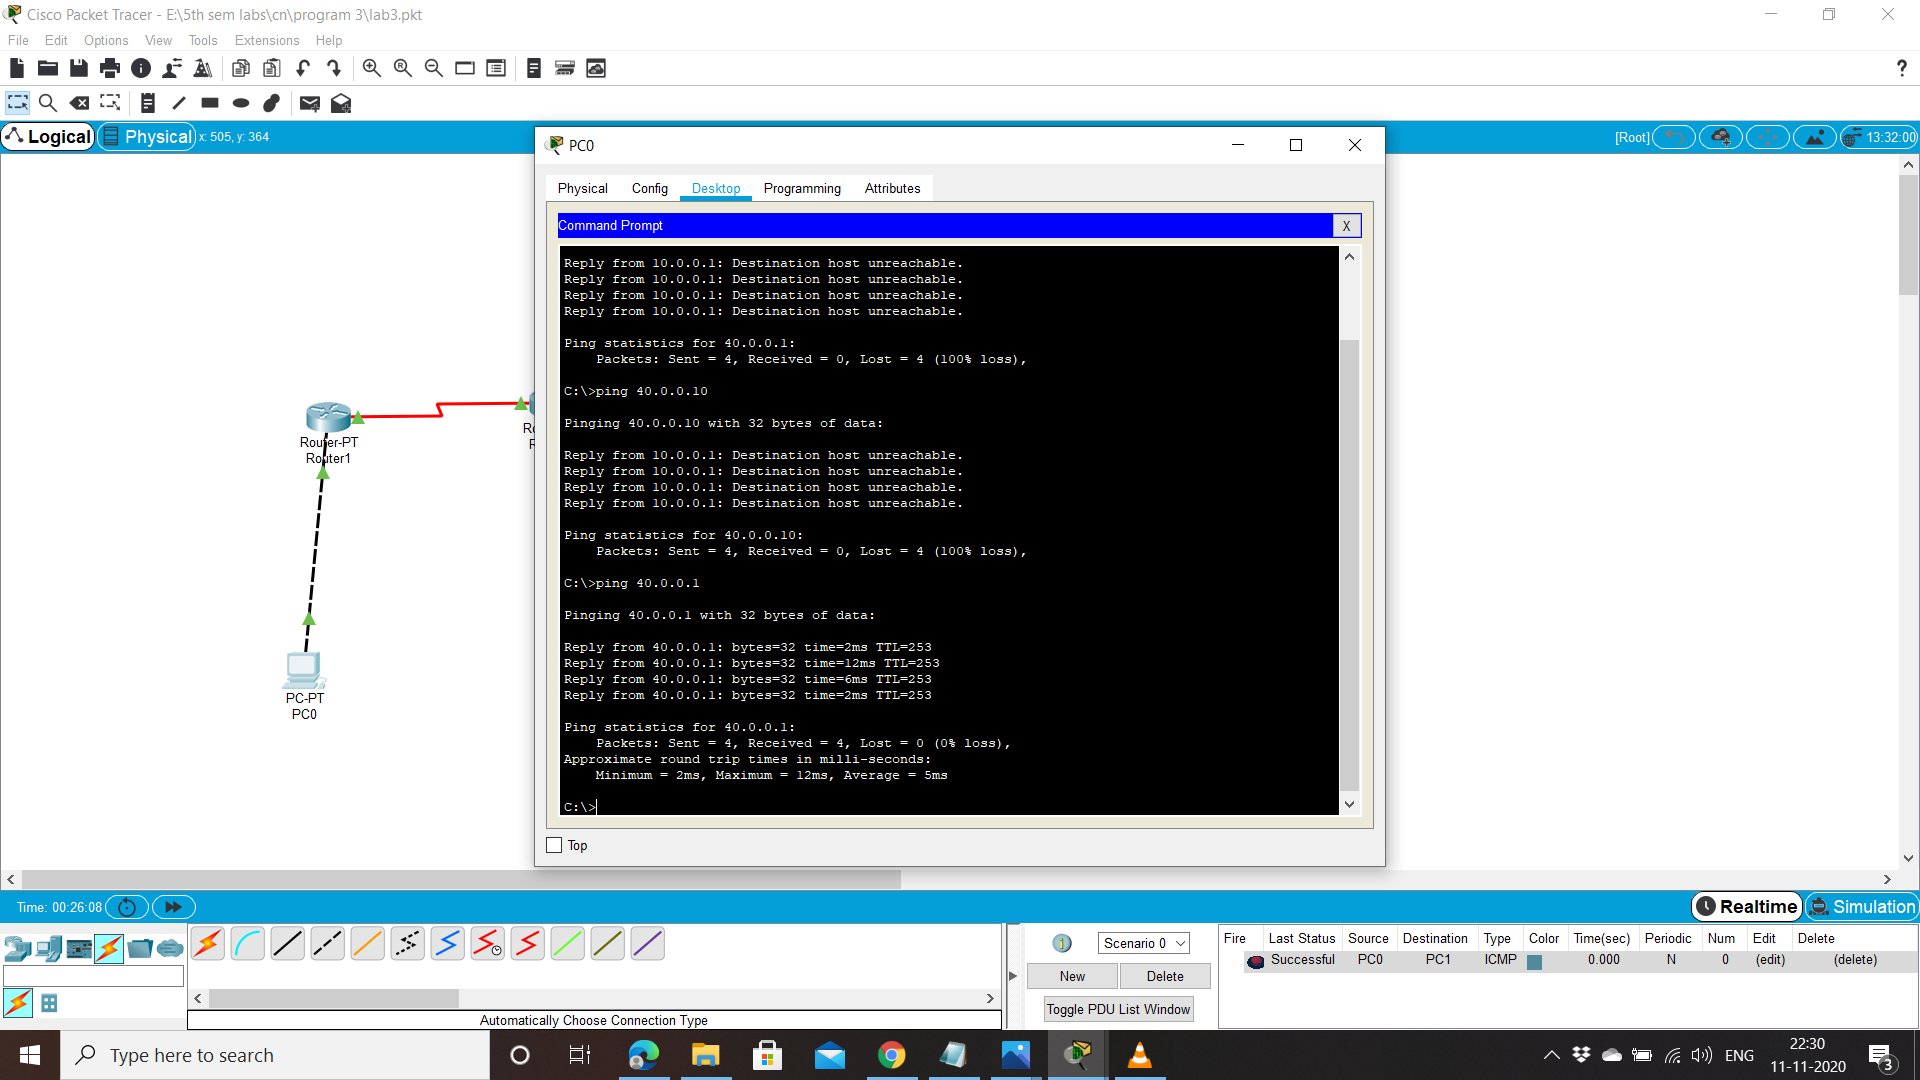 Cisco Packet Tracer - E:\5th sem labs\cn\program 3\lab3.pkt
File Edit Options View Tools Extensions Help
?
Logical Physical x: 505, y: 364
[Root] 13:32:00
PC0
Physical Config Desktop Programming Attributes
Command Prompt
X
Reply from 10.0.0.1: Destination host unreachable.
Reply from 10.0.0.1: Destination host unreachable.
Reply from 10.0.0.1: Destination host unreachable.
Reply from 10.0.0.1: Destination host unreachable.
Ping statistics for 40.0.0.1:
Packets: Sent = 4, Received = 0, Lost = 4 (100% loss),
C:\>ping 40.0.0.10
Pinging 40.0.0.10 with 32 bytes of data:
Reply from 10.0.0.1: Destination host unreachable.
Reply from 10.0.0.1: Destination host unreachable.
Reply from 10.0.0.1: Destination host unreachable.
Reply from 10.0.0.1: Destination host unreachable.
Ping statistics for 40.0.0.10:
Packets: Sent = 4, Received = 0, Lost = 4 (100% loss),
C:\>ping 40.0.0.1
Pinging 40.0.0.1 with 32 bytes of data:
Reply from 40.0.0.1: bytes=32 time=2ms TTL=253
Reply from 40.0.0.1: bytes=32 time=12ms TTL=253
Reply from 40.0.0.1: bytes=32 time=6ms TTL=253
Reply from 40.0.0.1: bytes=32 time=2ms TTL=253
Ping statistics for 40.0.0.1:
Packets: Sent = 4, Received = 4, Lost = 0 (0% loss),
Approximate round trip times in milli-seconds:
Minimum = 2ms, Maximum = 12ms, Average = 5ms
C:\>
Top
Router-PT
Router1
PC-PT
PC0
Time: 00:26:08
Realtime Simulation
Scenario 0
New Delete
Toggle PDU List Window
Fire Last Status Source Destination Type Color Time(sec) Periodic Num Edit Delete
Successful PC0 PC1 ICMP 0.000 N 0 (edit) (delete)
Automatically Choose Connection Type
Type here to search
ENG
22:30
11-11-2020
3